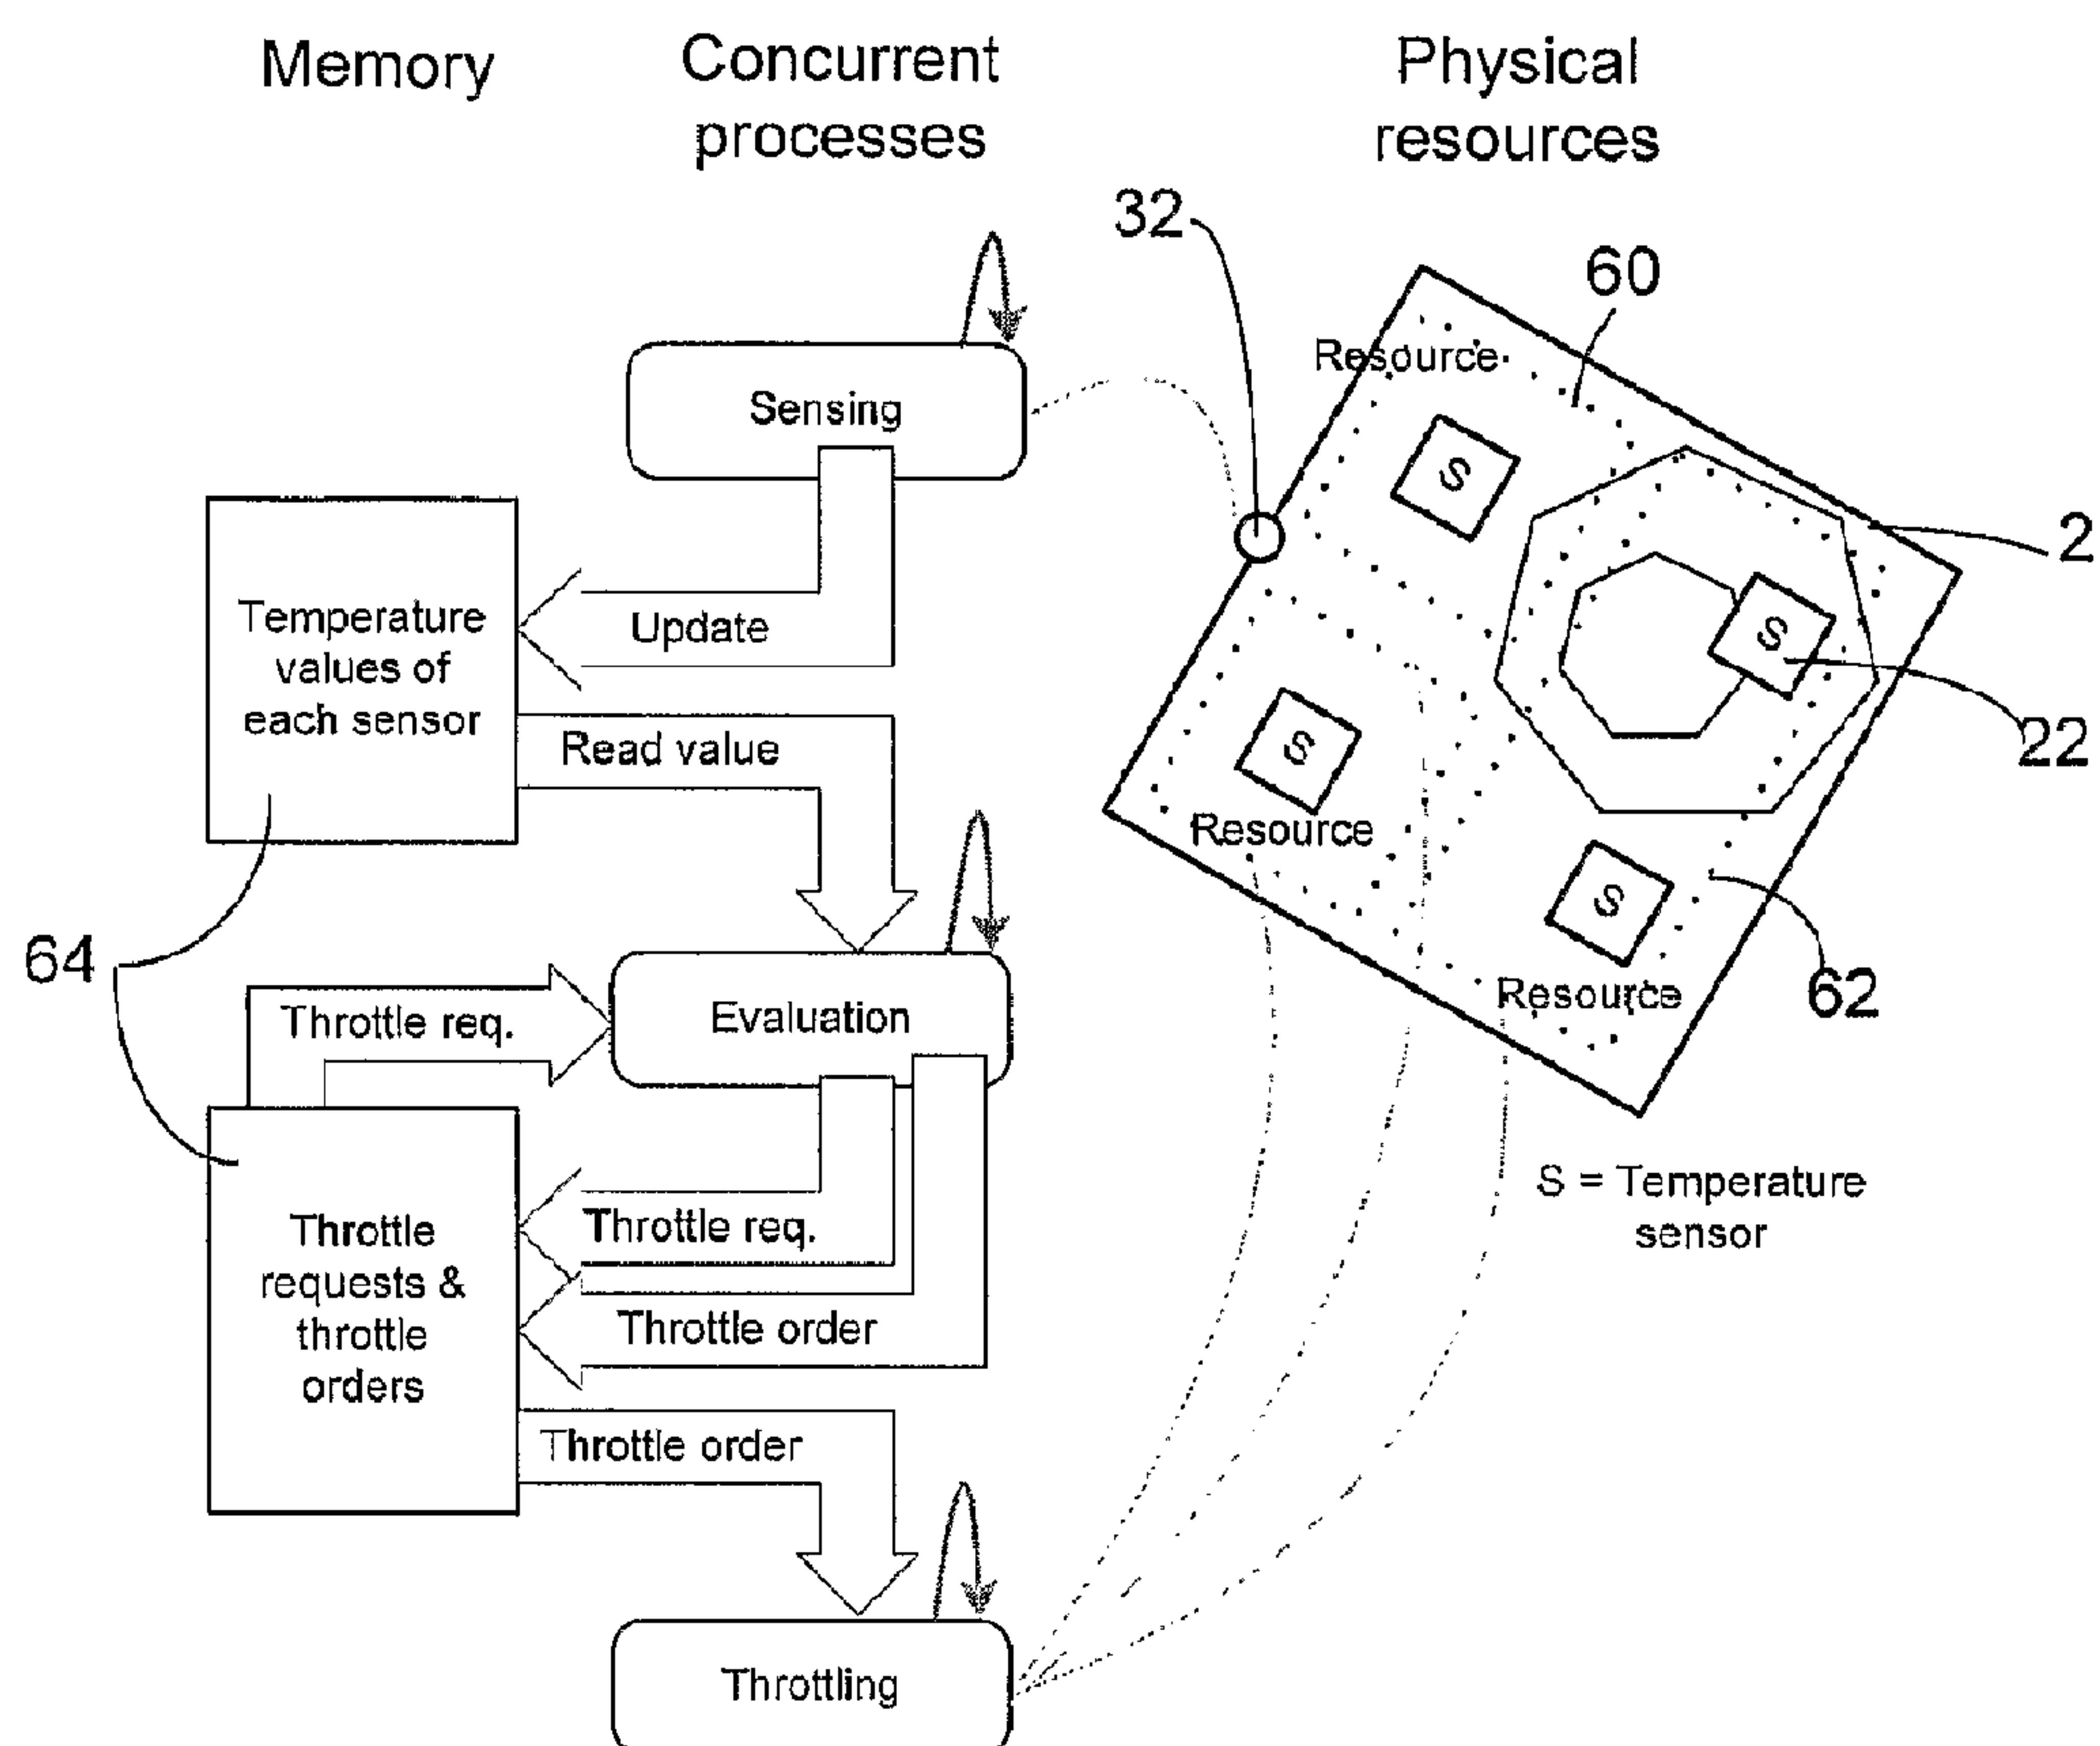 Memory
Concurrent
processes
Physical
resources
32
60
Resource
Sensing
S
2
Temperature
values of
each sensor
Update
S
22
Read value
S
Resource
S
64
Throttle req.
Evaluation
Resource
62
S = Temperature
sensor
Throttle
requests &
throttle
orders
Throttle req.
Throttle order
Throttle order
Throttling